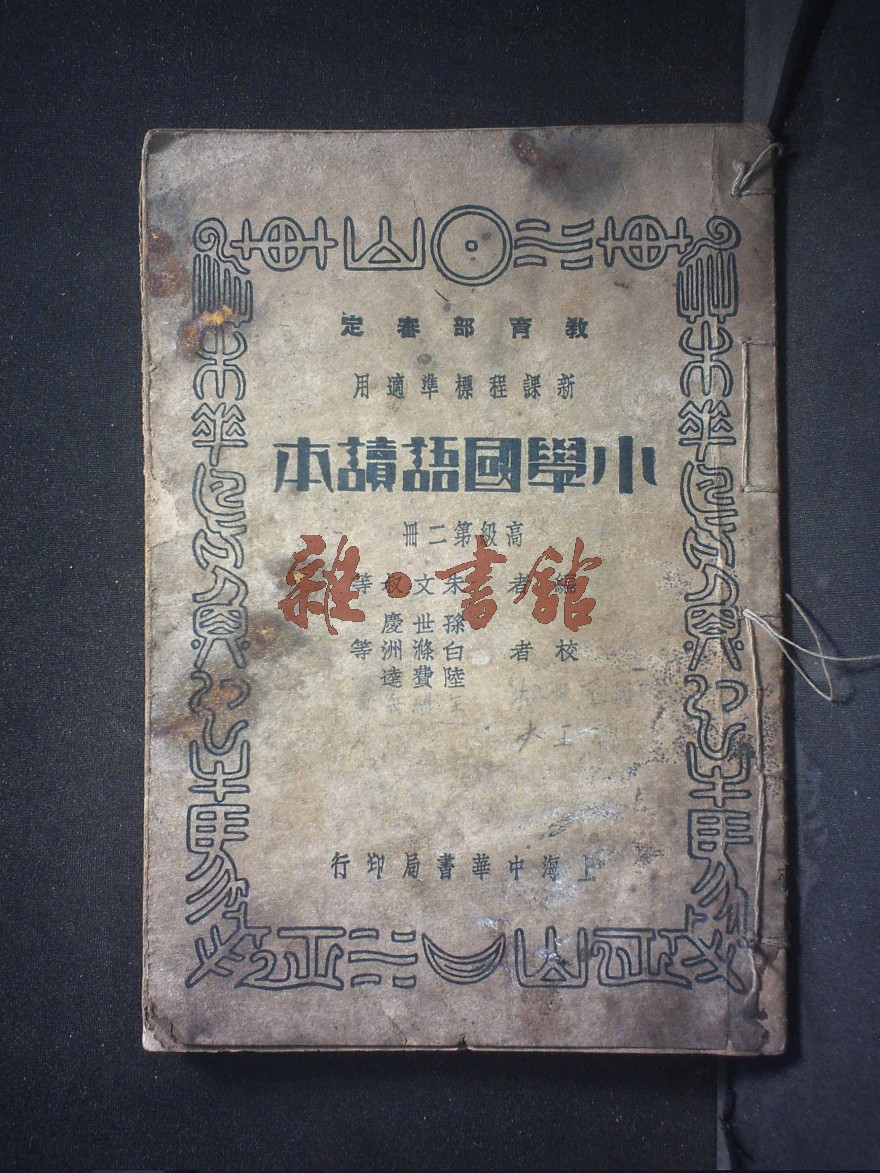 教育部審定
新課程標準適用
小學國語讀本
高級第二冊
編者 朱文叔等
校者 孫世慶 白滌洲 陸費逵等
上海中華書局印行
雜·書館